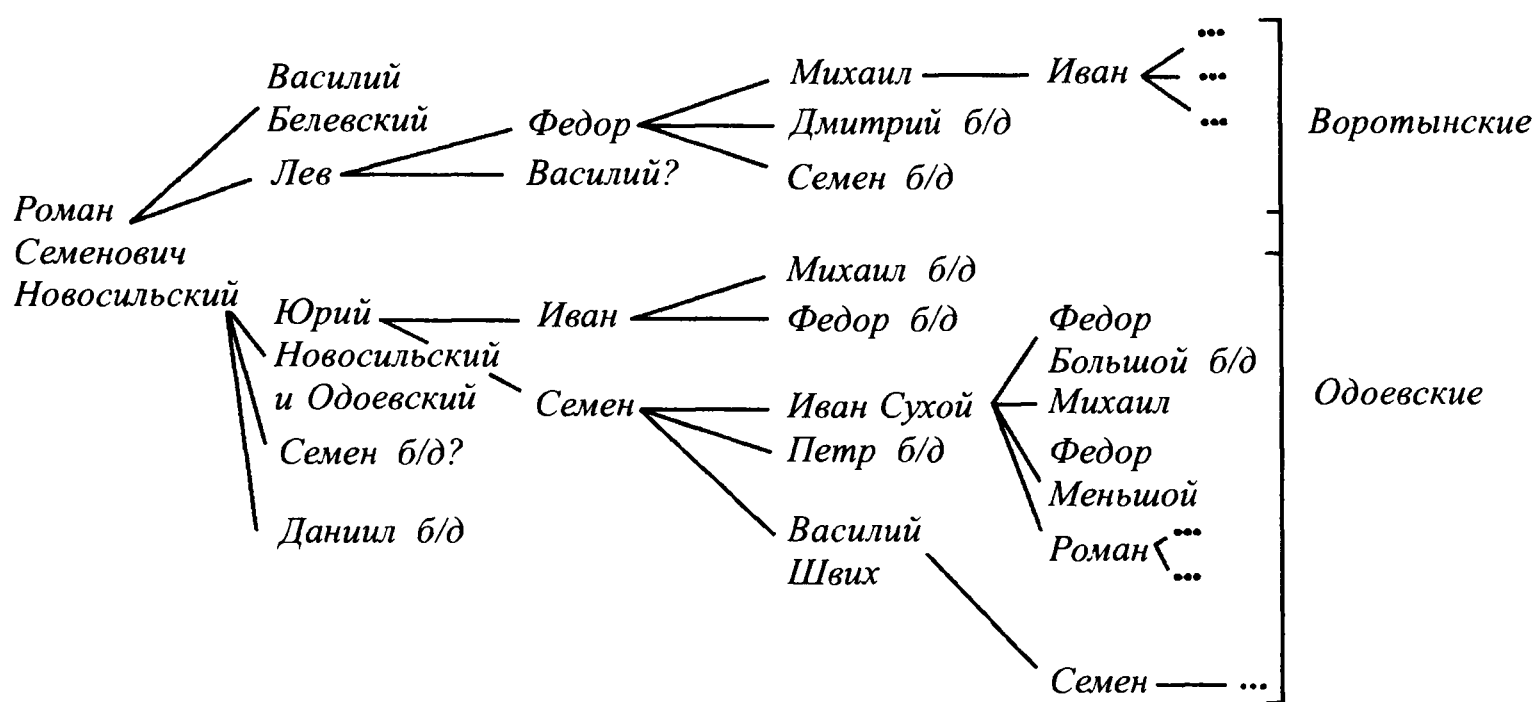 Роман
Семенович
Новосильский
Василий
Белевский
Лев
Юрий
Новосильский
и Одоевский
Семен б/д?
Даниил б/д
Федор
Василий?
Иван
Семен
Михаил
Дмитрий б/д
Семен б/д
Михаил б/д
Федор б/д
Иван Сухой
Петр б/д
Василий
Швих
Иван
...
...
...
Федор
Большой б/д
Михаил
Федор
Меньшой
Роман
...
...
Семен
...
Воротынские
Одоевские